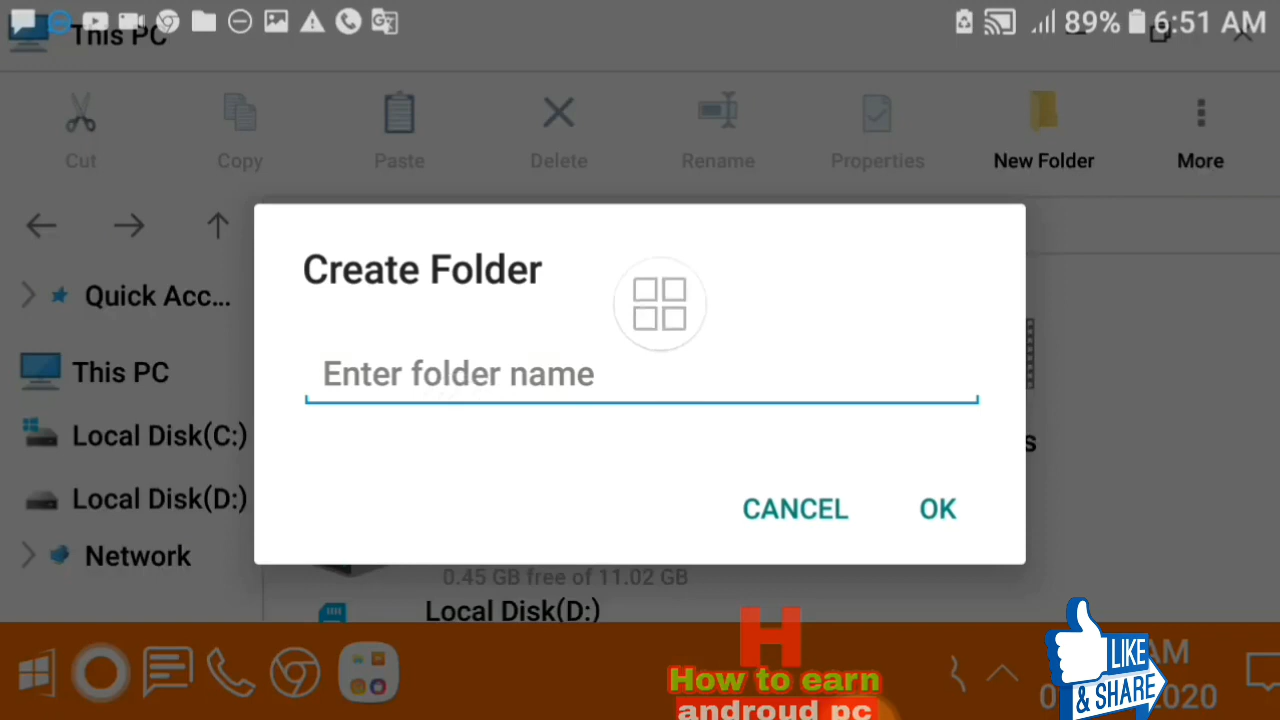 89% 6:51 AM
This PC
Cut Copy Paste Delete Rename Properties New Folder More
Quick Acc...
Create Folder
Enter folder name
This PC
Local Disk(C:)
s
Local Disk(D:)
CANCEL OK
Network
0.45 GB free of 11.02 GB
Local Disk(D:)
H
How to earn
androud pc
LIKE
& SHARE
AM
2020